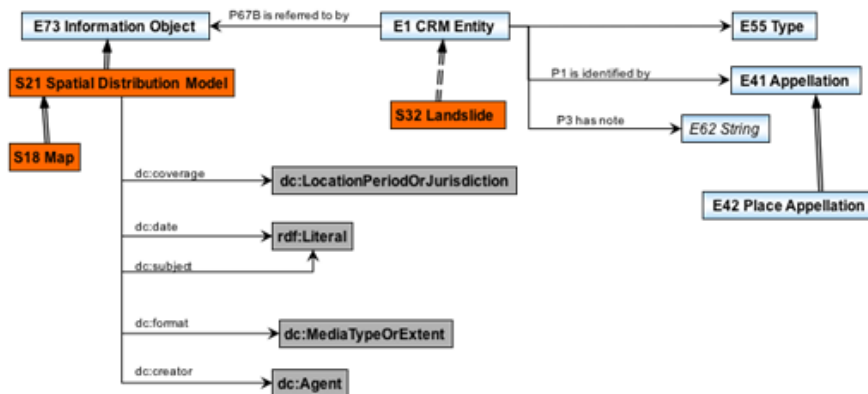 P67B is referred to by
E73 Information Object
E1 CRM Entity
E55 Type
S21 Spatial Distribution Model
P1 is identified by
E41 Appellation
S32 Landslide
P3 has note
E62 String
S18 Map
dc:coverage
dc:LocationPeriodOrJurisdiction
E42 Place Appellation
dc:date
rdf:Literal
dc:subject
dc:format
dc:MediaTypeOrExtent
dc:creator
dc:Agent